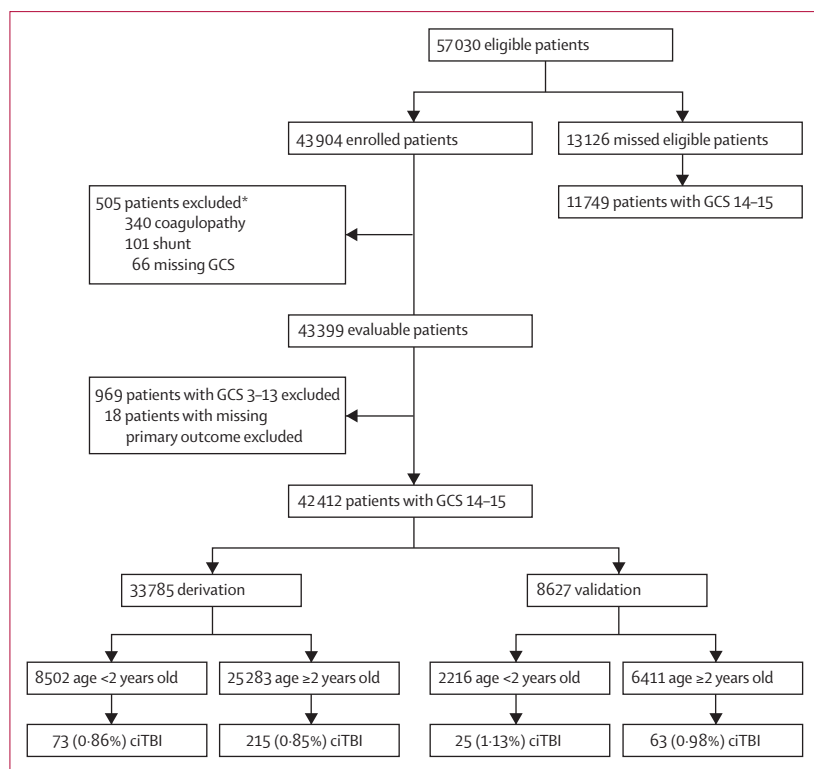 57 030 eligible patients
43 904 enrolled patients
13 126 missed eligible patients
505 patients excluded*
340 coagulopathy
101 shunt
66 missing GCS
11 749 patients with GCS 14–15
43 399 evaluable patients
969 patients with GCS 3–13 excluded
18 patients with missing
primary outcome excluded
42 412 patients with GCS 14–15
33 785 derivation
8627 validation
8502 age <2 years old
25 283 age ≥2 years old
2216 age <2 years old
6411 age ≥2 years old
73 (0·86%) ciTBI
215 (0·85%) ciTBI
25 (1·13%) ciTBI
63 (0·98%) ciTBI